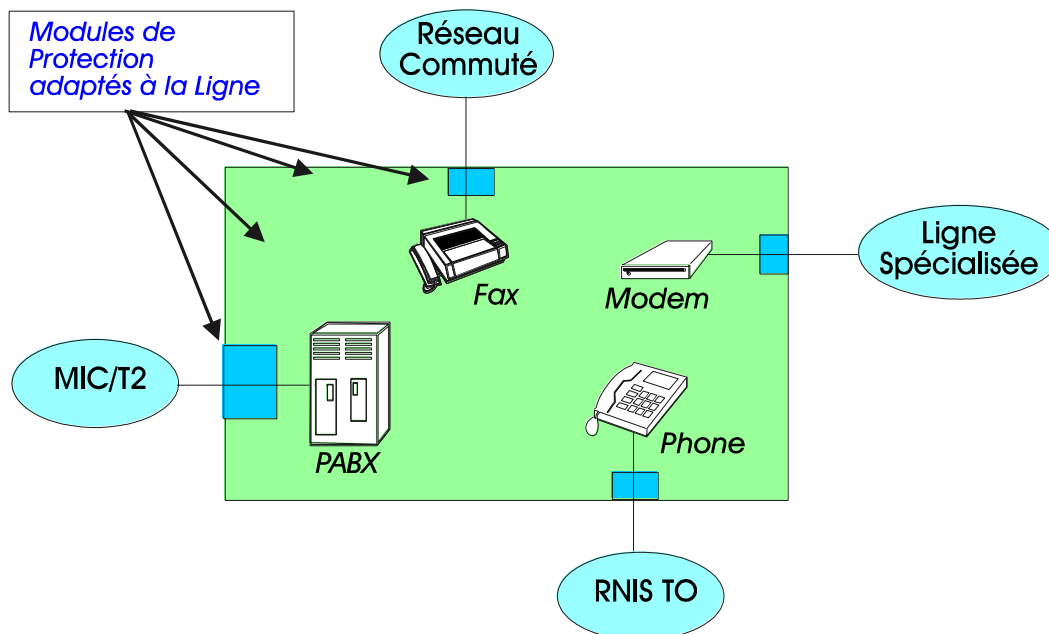 Modules de
Protection
adaptés à la Ligne
Réseau
Commuté
Ligne
Spécialisée
Fax
Modem
MIC/T2
PABX
Phone
RNIS TO